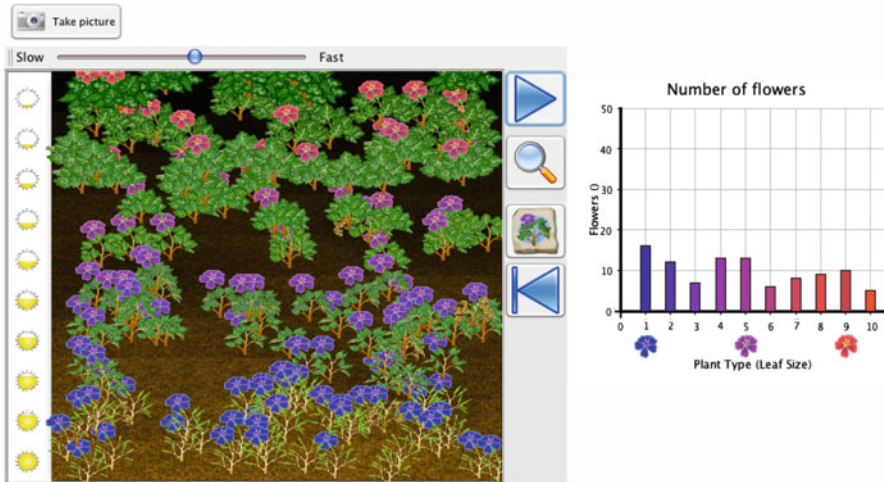 Take picture
Slow Fast
Number of flowers
50
40
30
20
10
0
Flowers ()
0 1 2 3 4 5 6 7 8 9 10
Plant Type (Leaf Size)